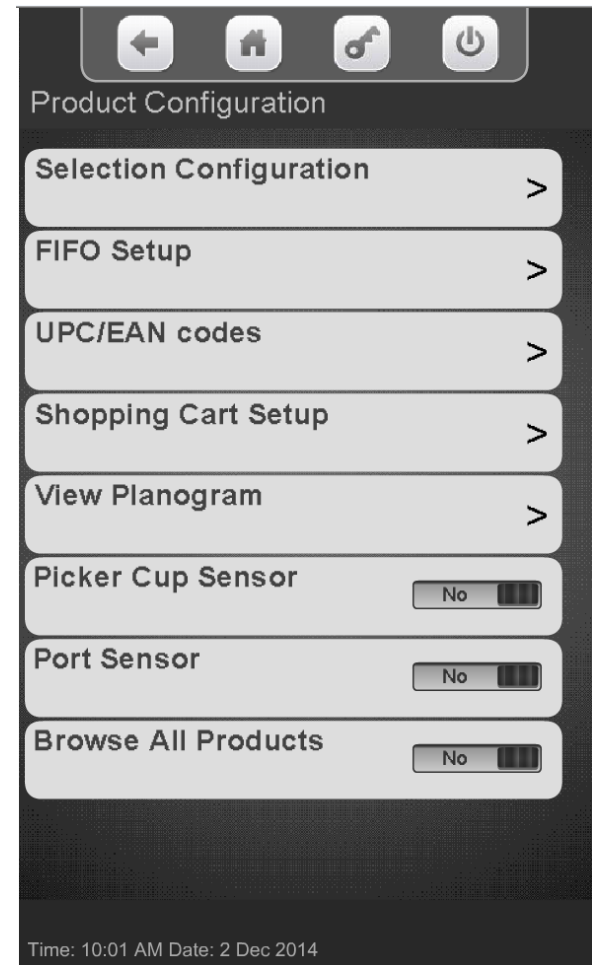 Product Configuration
Selection Configuration
>
FIFO Setup
>
UPC/EAN codes
>
Shopping Cart Setup
>
View Planogram
>
Picker Cup Sensor
No
Port Sensor
No
Browse All Products
No
Time: 10:01 AM Date: 2 Dec 2014